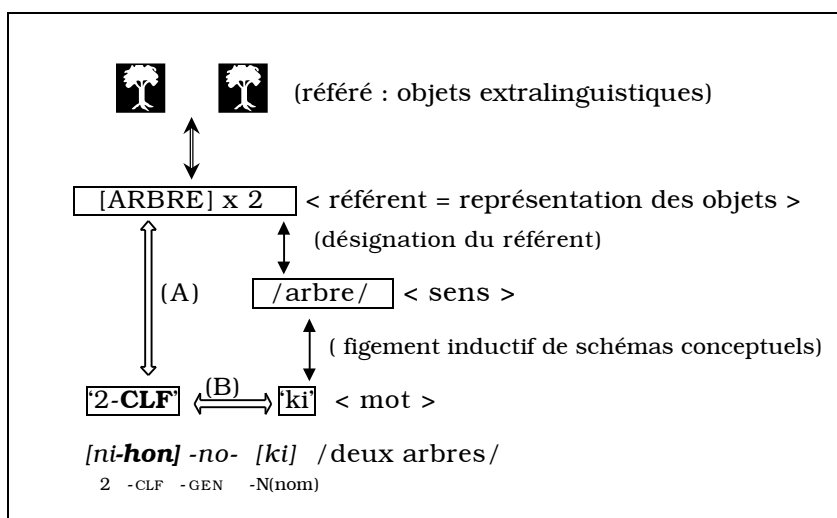 (référé : objets extralinguistiques)
[ARBRE] x 2 < référent = représentation des objets >
(désignation du référent)
(A) /arbre/ < sens >
( figement inductif de schémas conceptuels)
‘2-CLF’ (B) ‘ki’ < mot >
[ni-hon] -no- [ki] /deux arbres/
2 -CLF -GEN -N(nom)